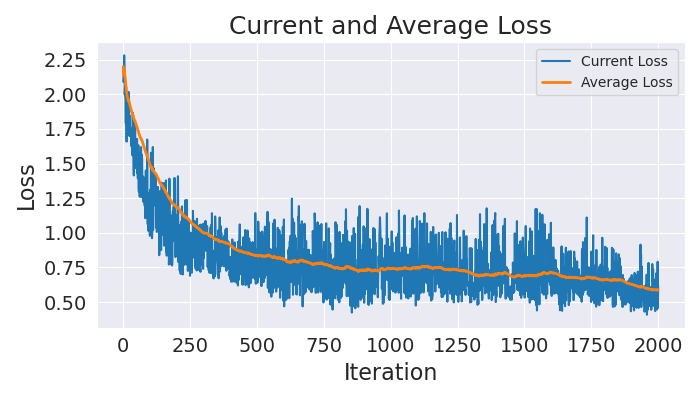 Current and Average Loss
Current Loss
Average Loss
Loss
2.25
2.00
1.75
1.50
1.25
1.00
0.75
0.50
0 250 500 750 1000 1250 1500 1750 2000
Iteration